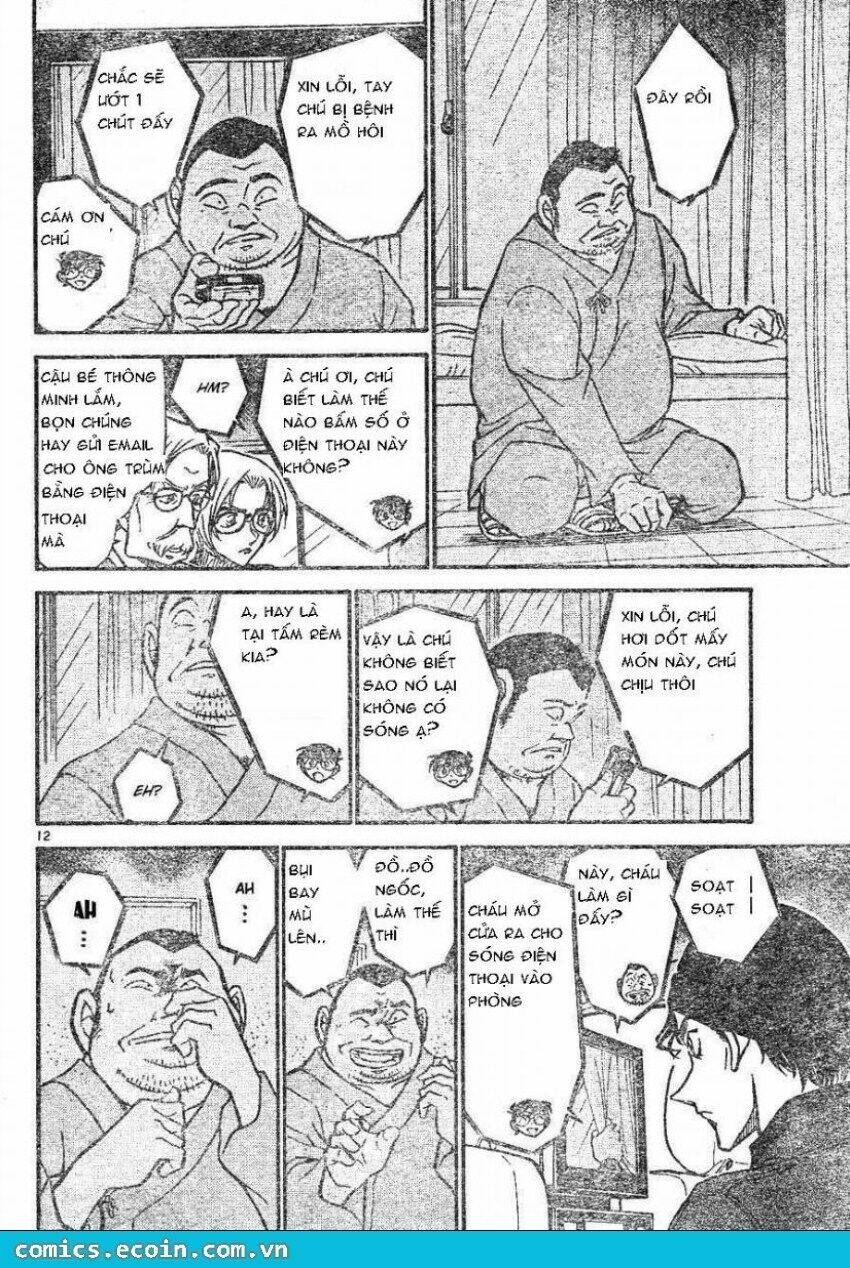 ĐÂY RỒI
XIN LỖI, TAY
CHÚ BỊ BỆNH
RA MỒ HÔI
CHẮC SẼ
ƯỚT 1
CHÚT ĐẤY
CÁM ƠN
CHÚ
À CHÚ ƠI, CHÚ
BIẾT LÀM THẾ
NÀO BẤM SỐ Ở
ĐIỆN THOẠI NÀY
KHÔNG?
HM?
CẬU BÉ THÔNG
MINH LẮM,
BỌN CHÚNG
HAY GỬI EMAIL
CHO ÔNG TRÙM
BẰNG ĐIỆN
THOẠI
MÀ
XIN LỖI, CHÚ
HƠI DỐT MẤY
MÓN NÀY, CHÚ
CHỊU THÔI
VẬY LÀ CHÚ
KHÔNG BIẾT
SAO NÓ LẠI
KHÔNG CÓ
SÓNG Ạ?
A, HAY LÀ
TẠI TẤM RÈM
KIA?
EH?
12
SOẠT
SOẠT
NÀY, CHÁU
LÀM GÌ
ĐẤY?
CHÁU MỞ
CỬA RA CHO
SÓNG ĐIỆN
THOẠI VÀO
PHÒNG
ĐỒ..ĐỒ
NGỐC,
LÀM THẾ
THÌ
BỤI
BAY
MÙ
LÊN..
AH
...
AH
...
comics.ecoin.com.vn